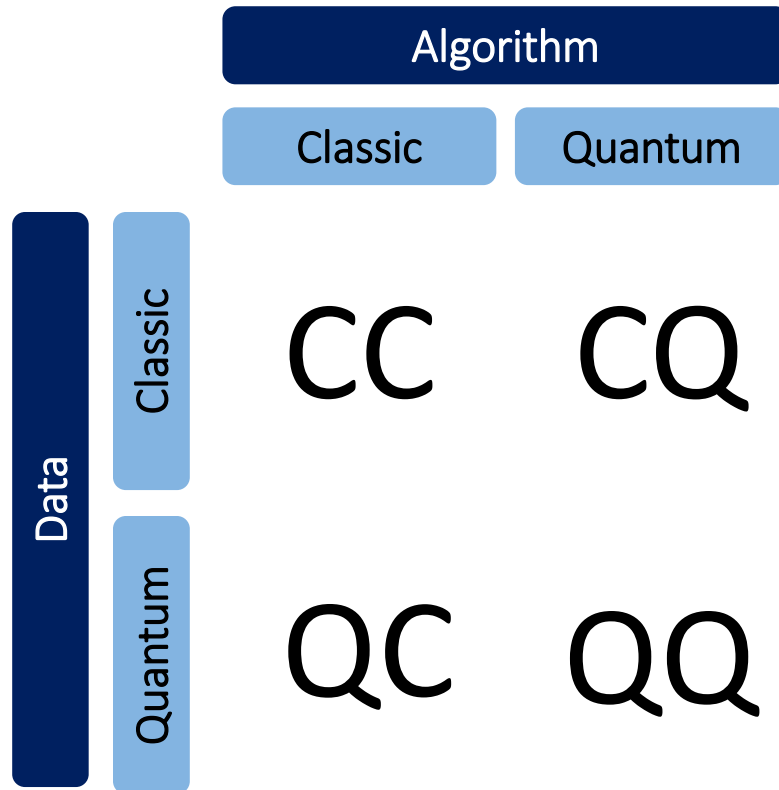 Algorithm
Classic Quantum
Data
Classic
CC CQ
Quantum
QC QQ